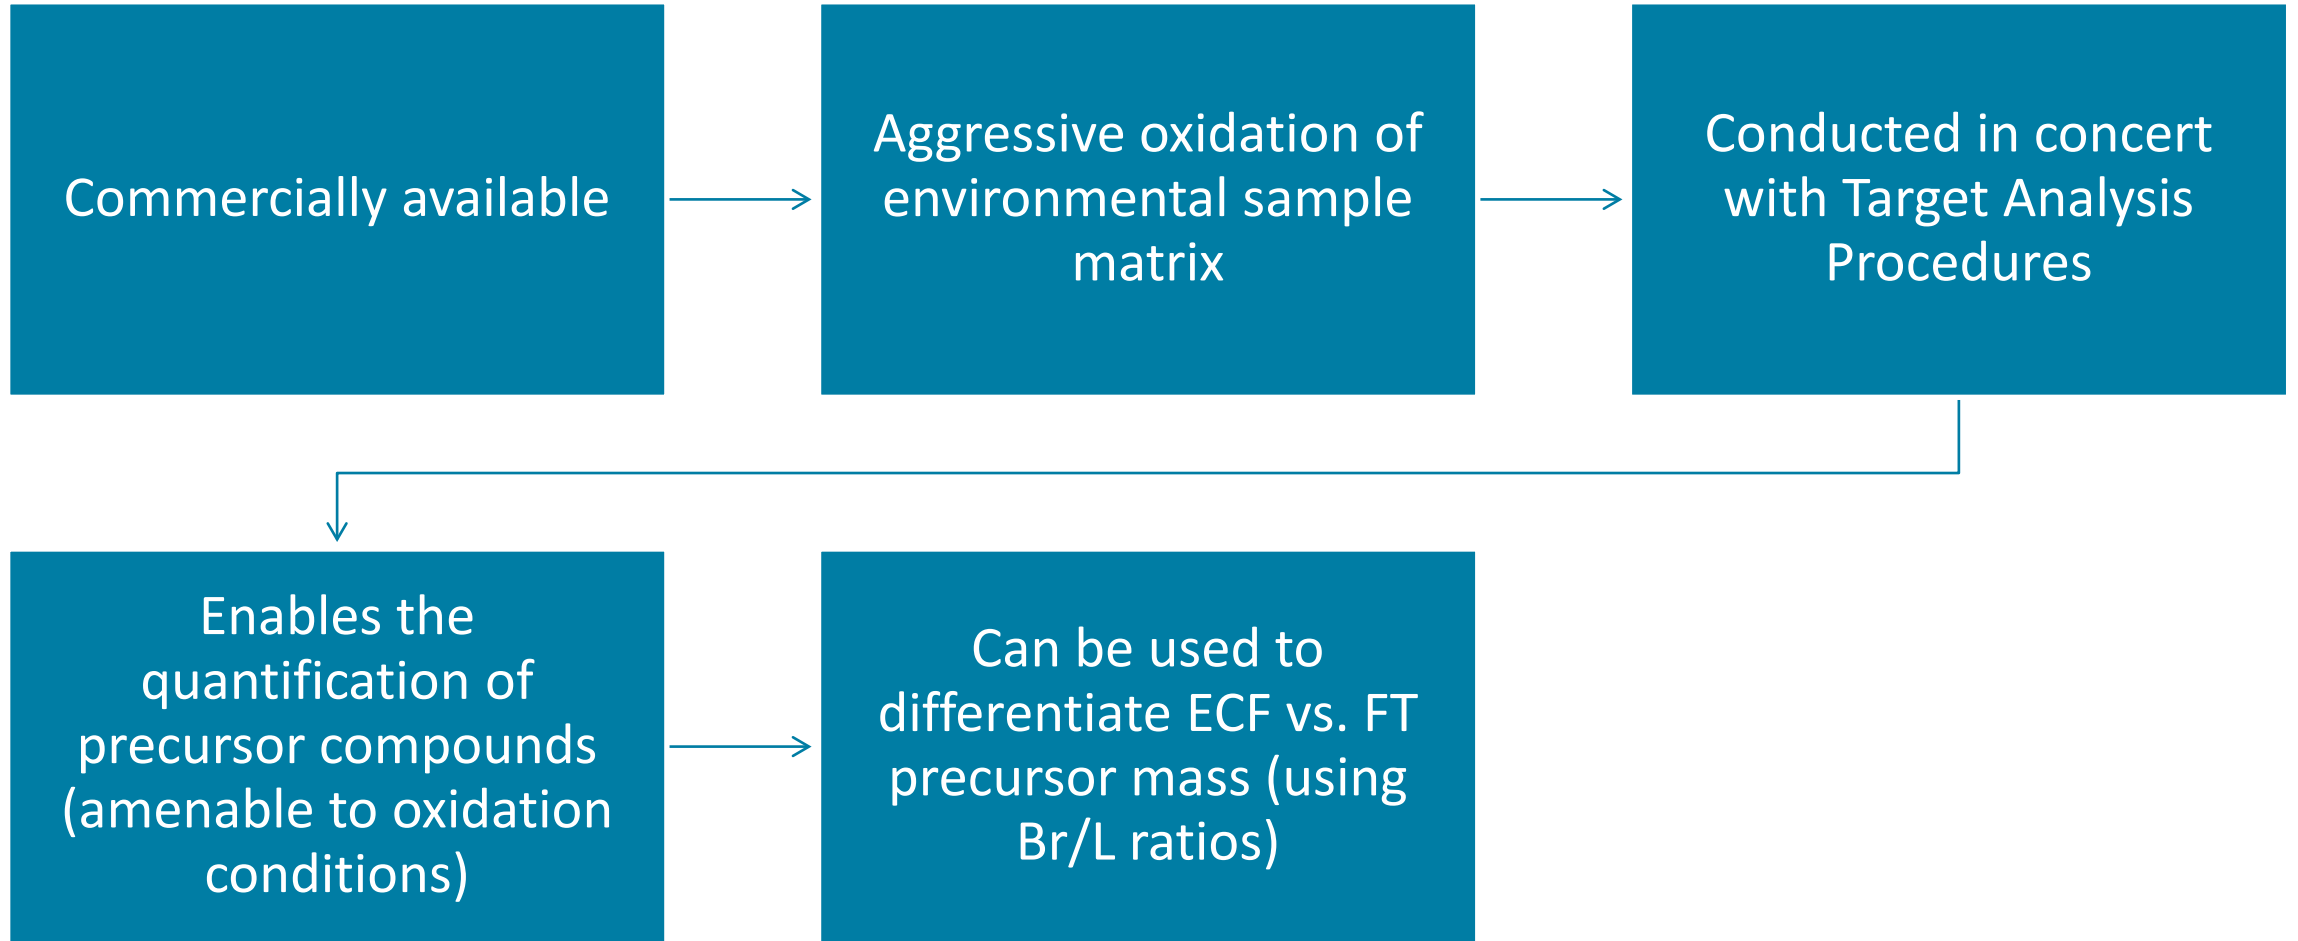 Commercially available
Aggressive oxidation of
environmental sample
matrix
Conducted in concert
with Target Analysis
Procedures
Enables the
quantification of
precursor compounds
(amenable to oxidation
conditions)
Can be used to
differentiate ECF vs. FT
precursor mass (using
Br/L ratios)